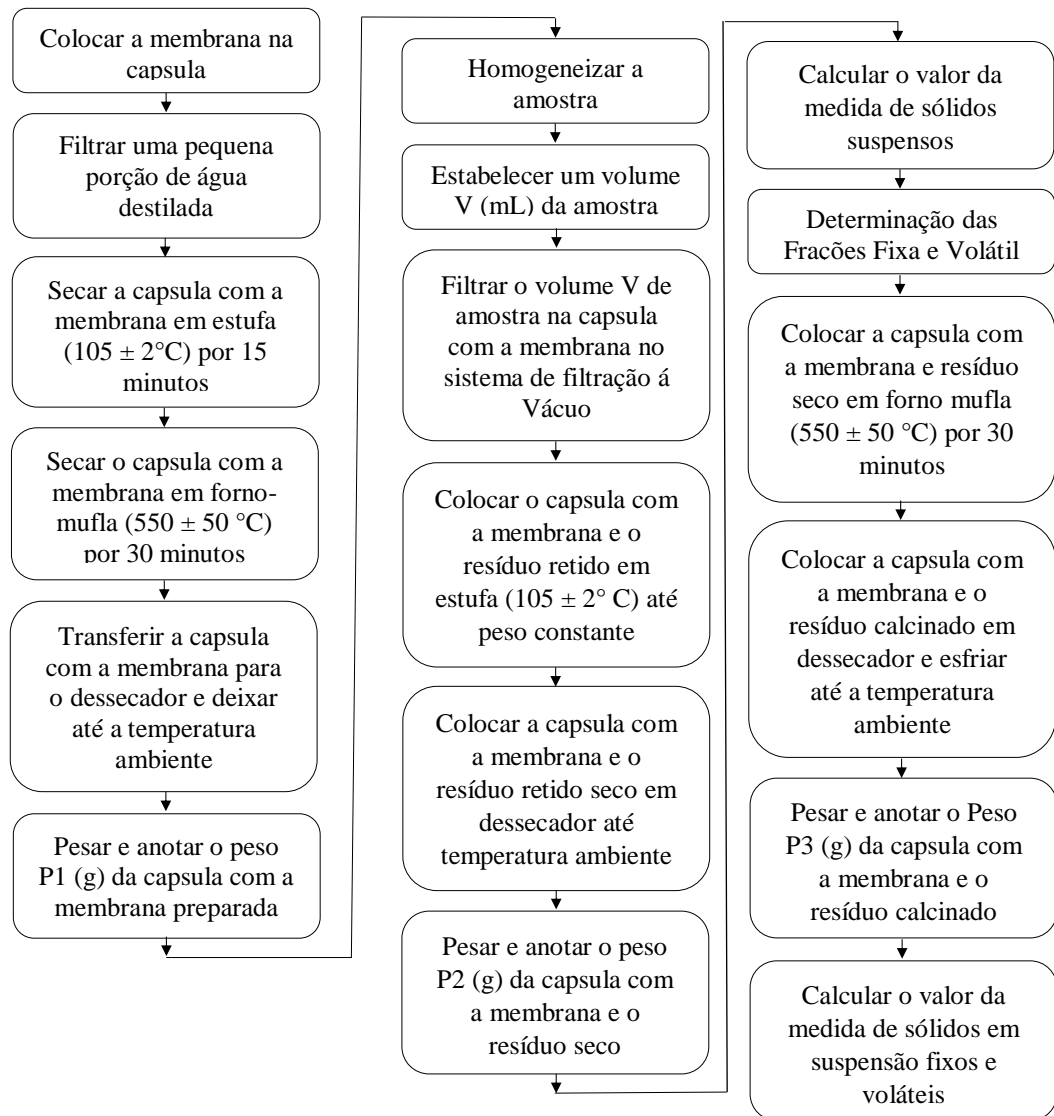 Colocar a membrana na
capsula
Filtrar uma pequena
porção de água
destilada
Secar a capsula com a
membrana em estufa
(105 ± 2°C) por 15
minutos
Secar o capsula com a
membrana em forno-
mufla (550 ± 50 °C)
por 30 minutos
Transferir a capsula
com a membrana para
o dessecador e deixar
até a temperatura
ambiente
Pesar e anotar o peso
P1 (g) da capsula com a
membrana preparada
Homogeneizar a
amostra
Estabelecer um volume
V (mL) da amostra
Filtrar o volume V de
amostra na capsula
com a membrana no
sistema de filtração á
Vácuo
Colocar o capsula com
a membrana e o
resíduo retido em
estufa (105 ± 2° C) até
peso constante
Colocar a capsula com
a membrana e o
resíduo retido seco em
dessecador até
temperatura ambiente
Pesar e anotar o peso
P2 (g) da capsula com
a membrana e o
resíduo seco
Calcular o valor da
medida de sólidos
suspensos
Determinação das
Frações Fixa e Volátil
Colocar a capsula com
a membrana e resíduo
seco em forno mufla
(550 ± 50 °C) por 30
minutos
Colocar a capsula com
a membrana e o
resíduo calcinado em
dessecador e esfriar
até a temperatura
ambiente
Pesar e anotar o Peso
P3 (g) da capsula com
a membrana e o
resíduo calcinado
Calcular o valor da
medida de sólidos em
suspensão fixos e
voláteis